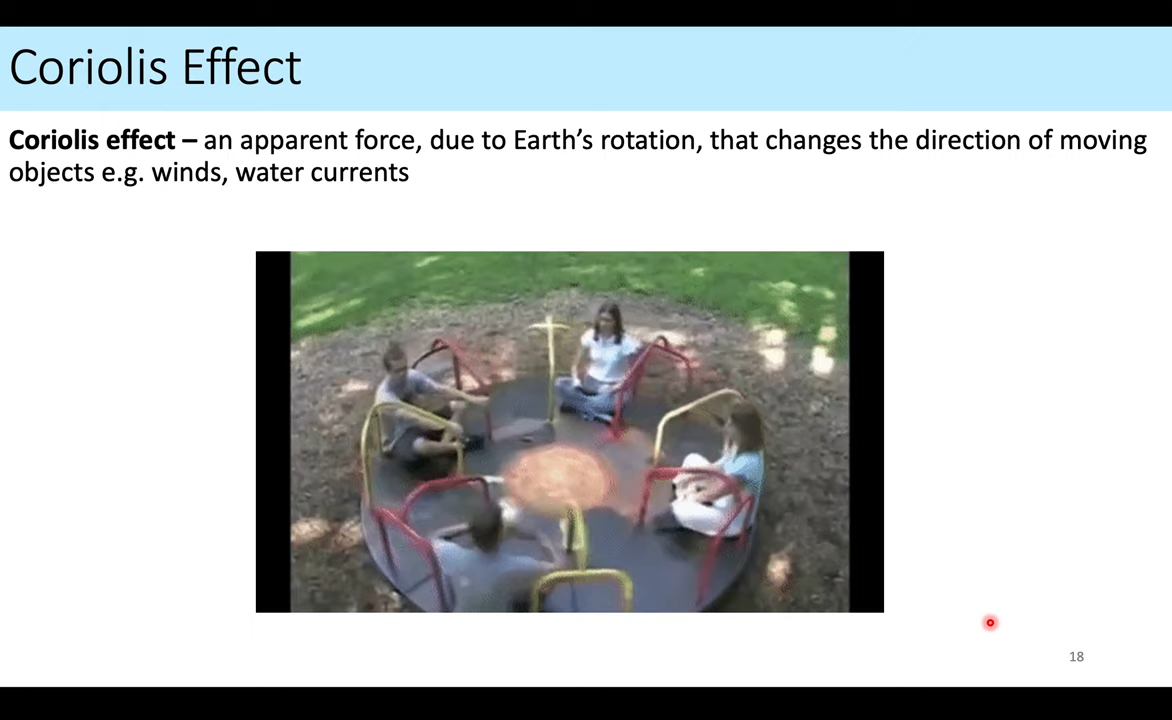 Coriolis Effect
Coriolis effect – an apparent force, due to Earth's rotation, that changes the direction of moving
objects e.g. winds, water currents
18